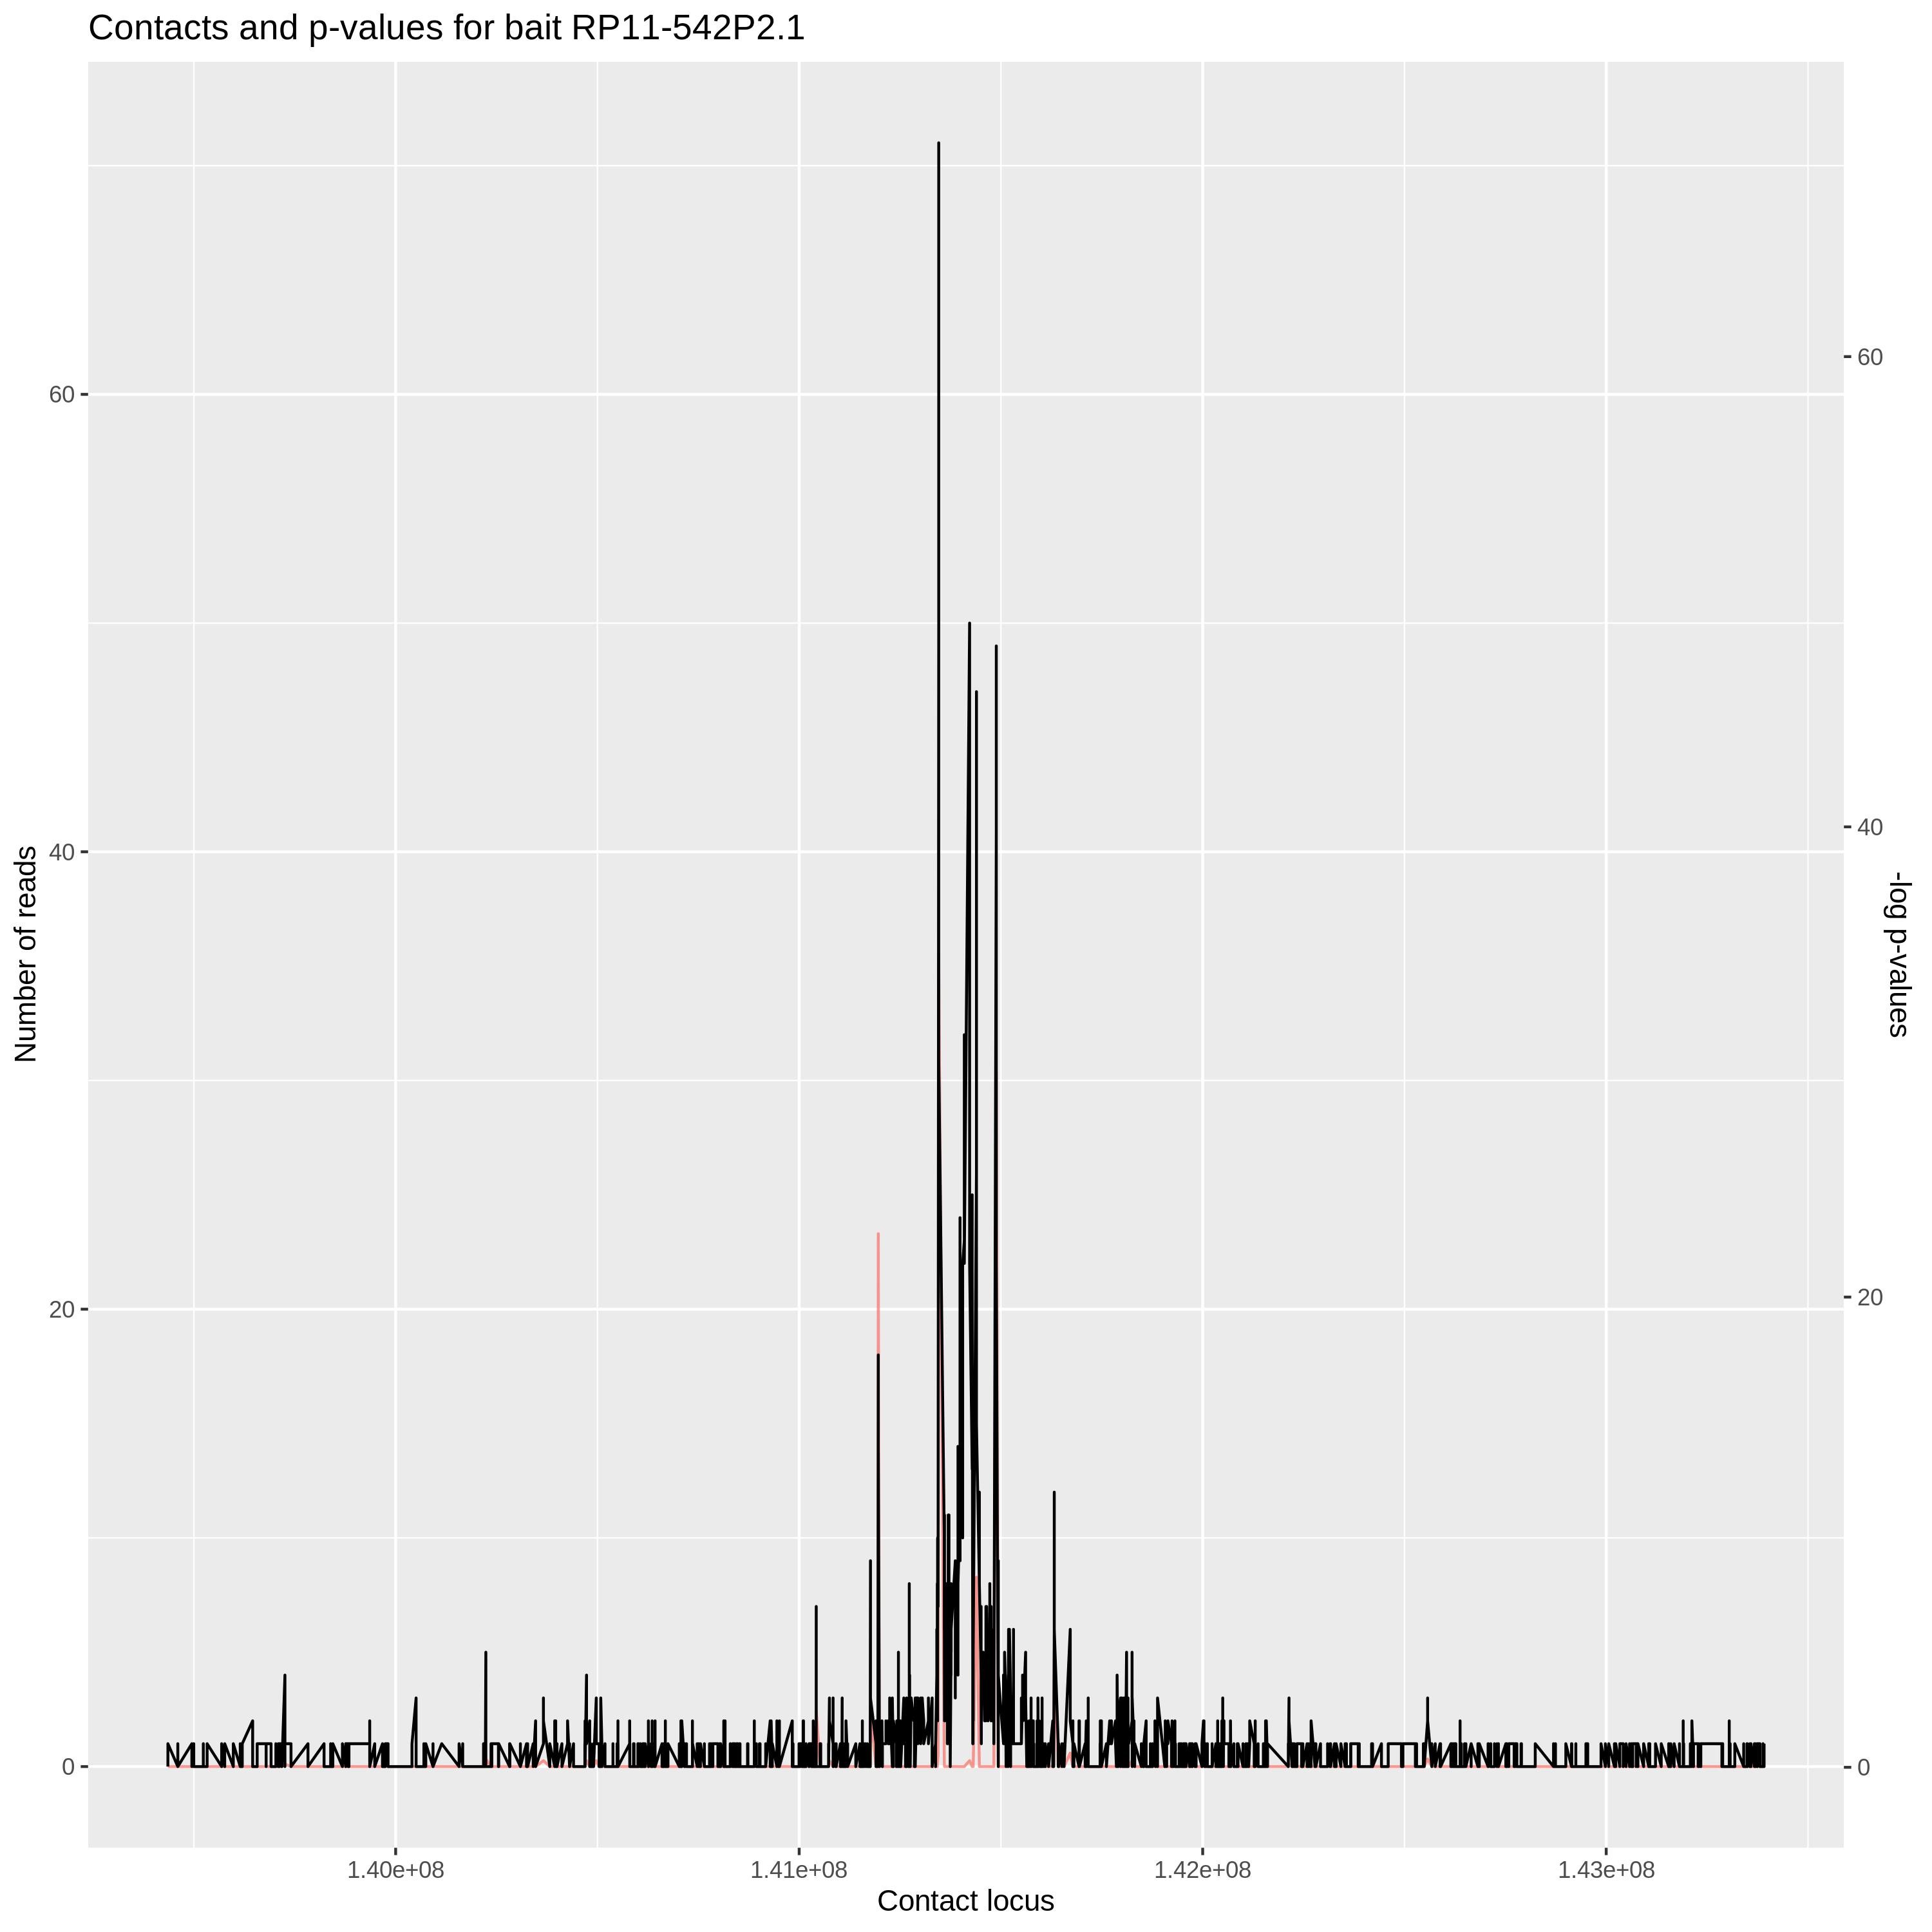 Contacts and p-values for bait RP11-542P2.1
60
40
20
0
Number of reads
60
40
20
0
-log p-values
1.40e+08
1.41e+08
1.42e+08
1.43e+08
Contact locus